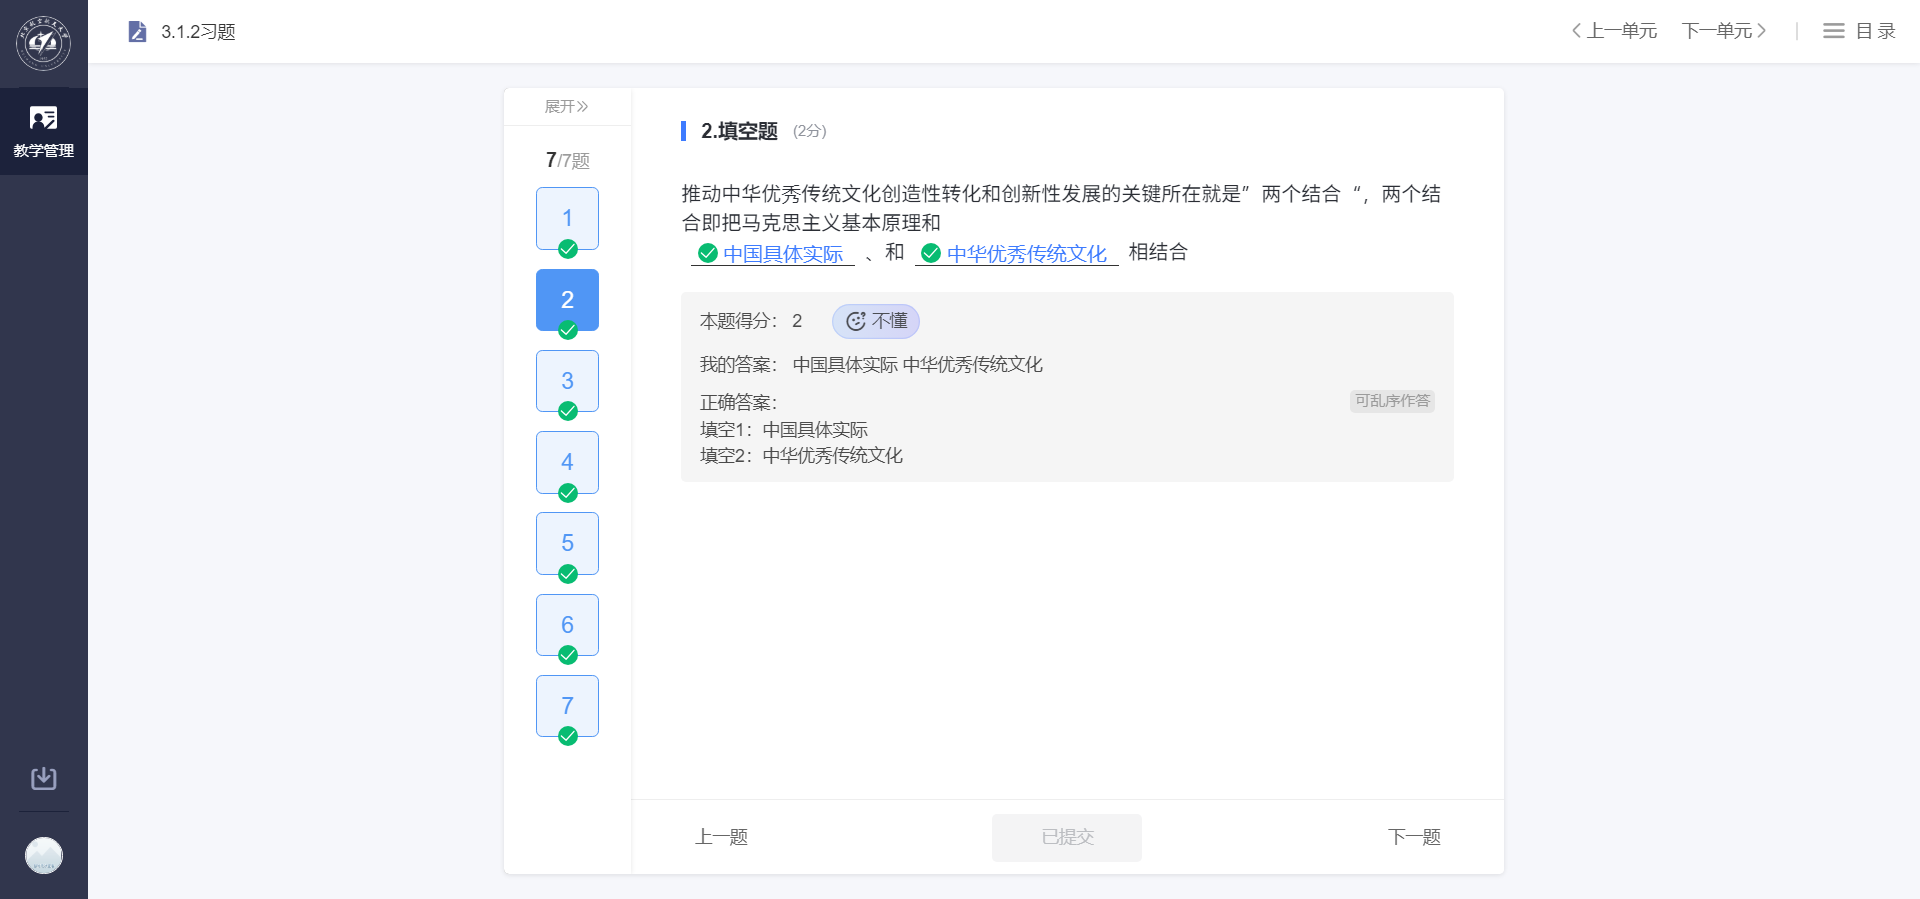 3.1.2习题
上一单元
下一单元
目录
教学管理
展开
7/7题
1
2
3
4
5
6
7
2.填空题 (2分)
推动中华优秀传统文化创造性转化和创新性发展的关键所在就是”两个结合“，两个结
合即把马克思主义基本原理和
中国具体实际 、和 中华优秀传统文化 相结合
本题得分： 2 不懂
我的答案： 中国具体实际 中华优秀传统文化
正确答案： 可乱序作答
填空1：中国具体实际
填空2：中华优秀传统文化
上一题 已提交 下一题